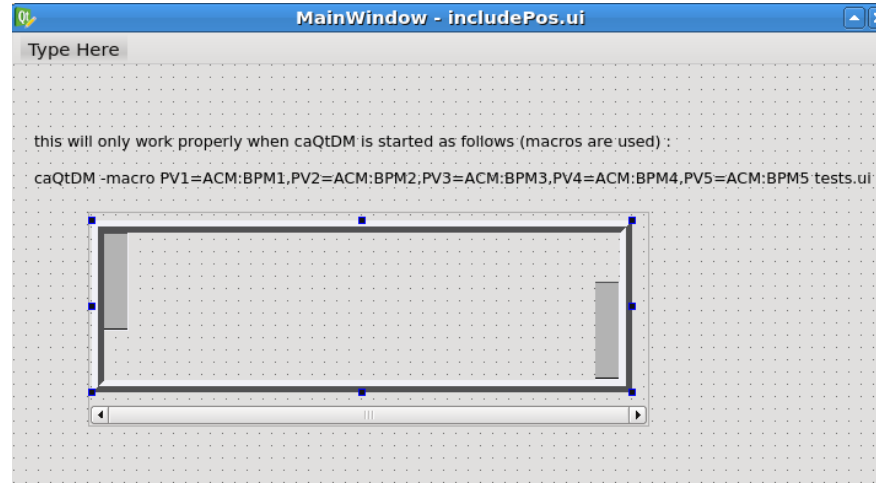 MainWindow - includePos.ui
Type Here
this will only work properly when caQtDM is started as follows (macros are used) :
caQtDM -macro PV1=ACM:BPM1,PV2=ACM:BPM2,PV3=ACM:BPM3,PV4=ACM:BPM4,PV5=ACM:BPM5 tests.ui